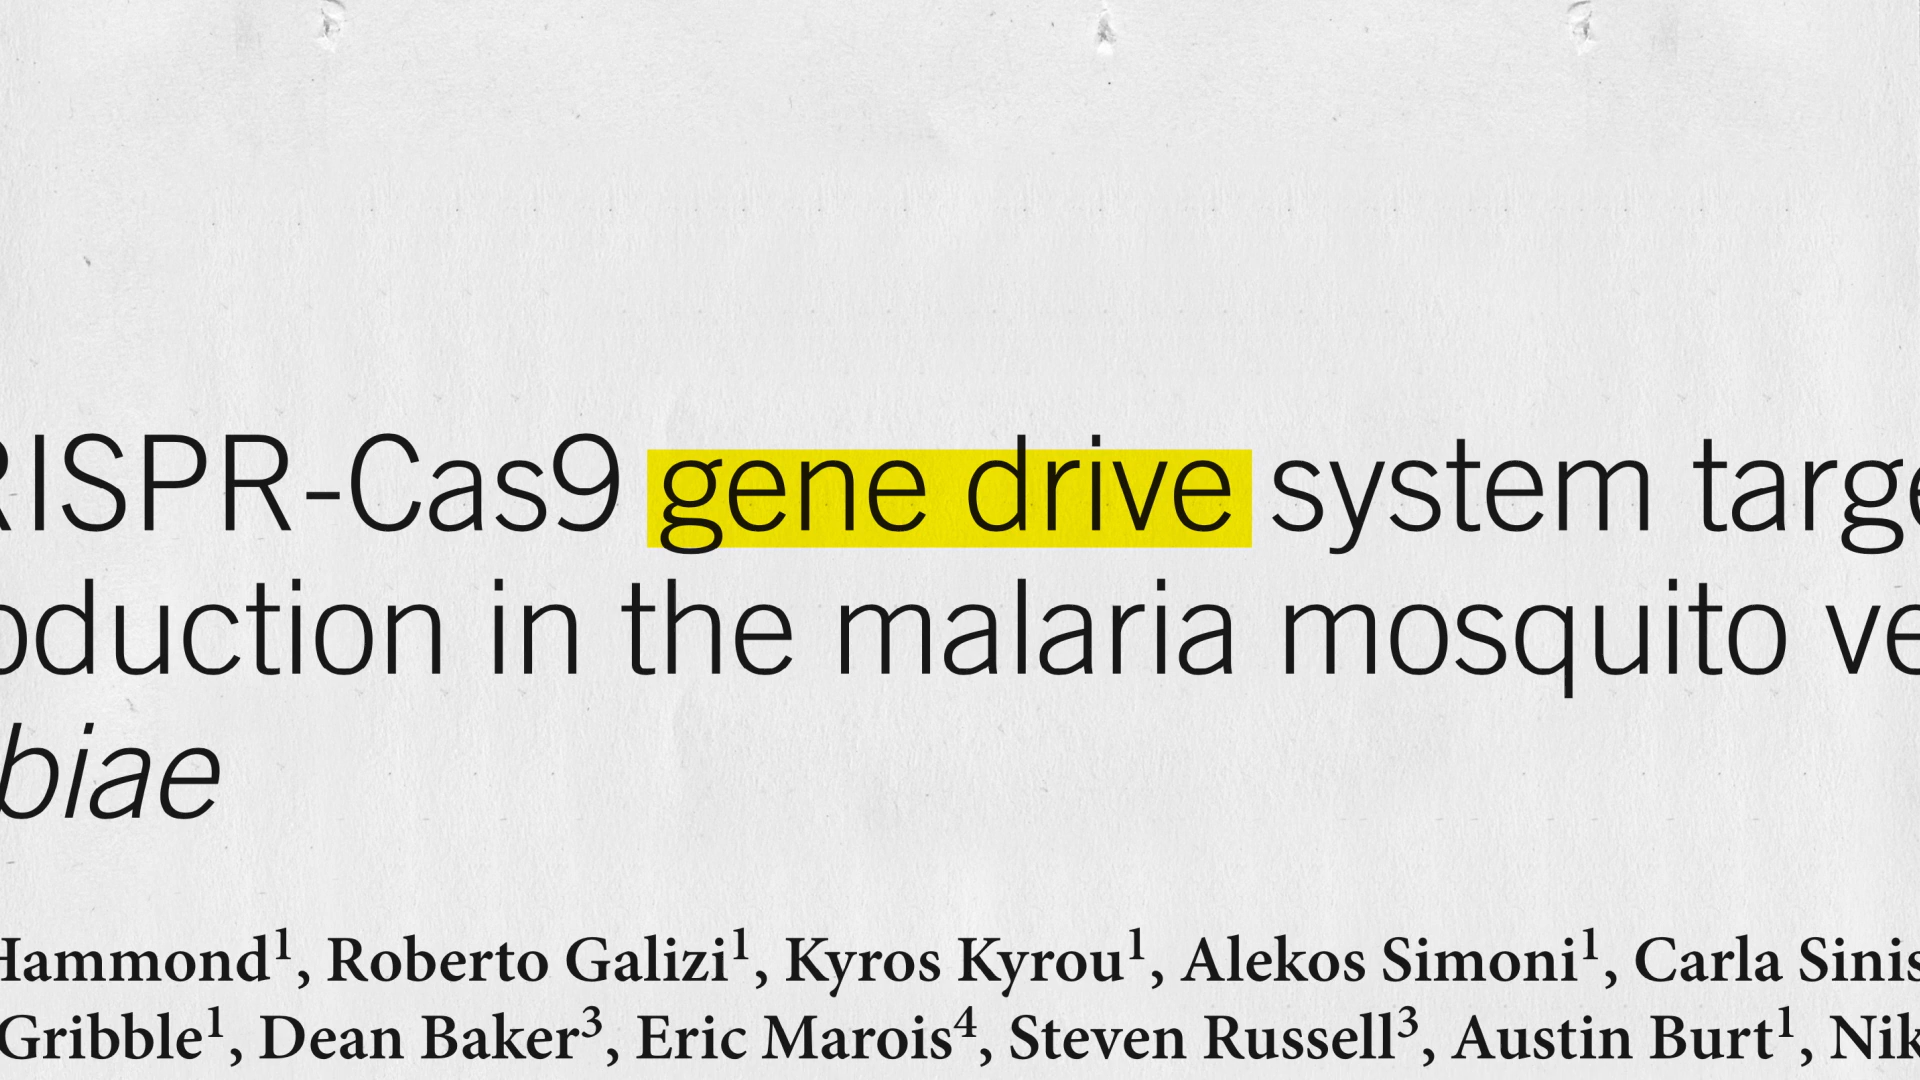 RISPR-Cas9 gene drive system targe
oduction in the malaria mosquito ve
biae
Hammond¹, Roberto Galizi¹, Kyros Kyrou¹, Alekos Simoni¹, Carla Sinis
Gribble¹, Dean Baker³, Eric Marois⁴, Steven Russell³, Austin Burt¹, Nik